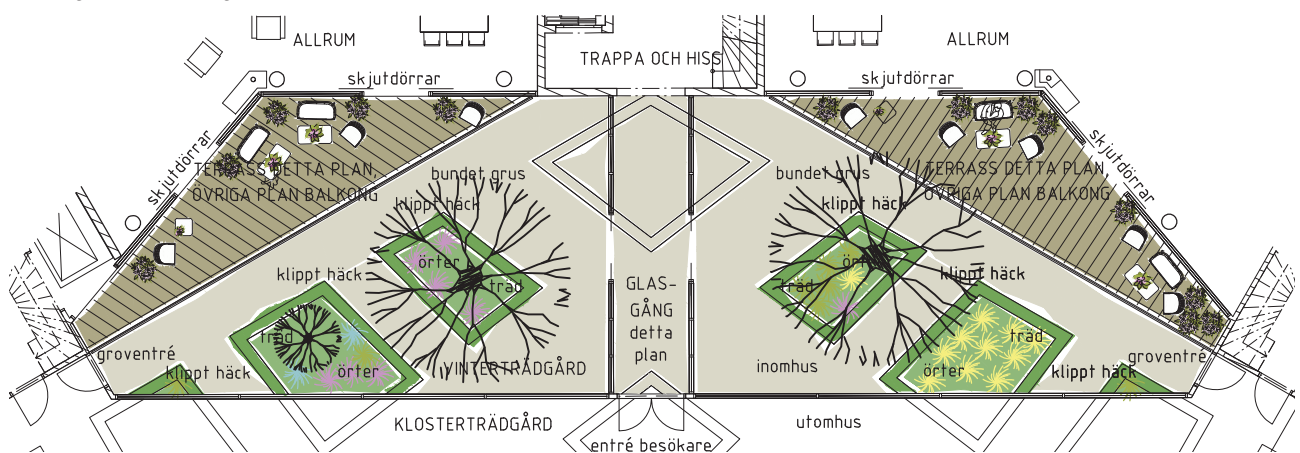 ALLRUM
TRAPPA OCH HISS
ALLRUM
skjutdörrar
skjutdörrar
skjutdörrar
skjutdörrar
TERRASS DETTA PLAN,
ÖVRIGA PLAN BALKONG
bundet grus
klippt häck
bundet grus
klippt häck
TERRASS DETTA PLAN,
ÖVRIGA PLAN BALKONG
klippt häck
örter
träd
GLAS-
GÅNG
detta
plan
örter
träd
klippt häck
träd
örter
klippt häck
groventré
VINTERTRÄDGÅRD
inomhus
träd
örter
klippt häck
groventré
KLOSTERTRÄDGÅRD
entré besökare
utomhus